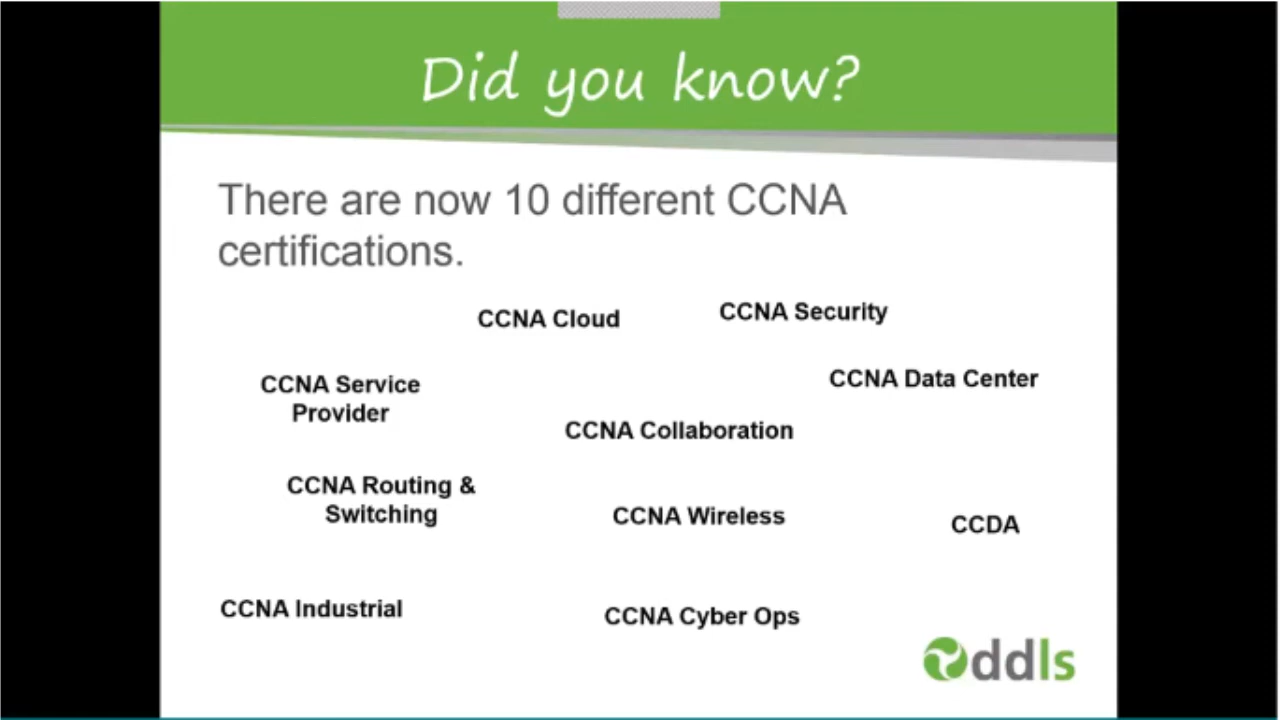 Did you know?
There are now 10 different CCNA
certifications.
CCNA Cloud
CCNA Security
CCNA Service
Provider
CCNA Data Center
CCNA Collaboration
CCNA Routing &
Switching
CCNA Wireless
CCDA
CCNA Industrial
CCNA Cyber Ops
ddls